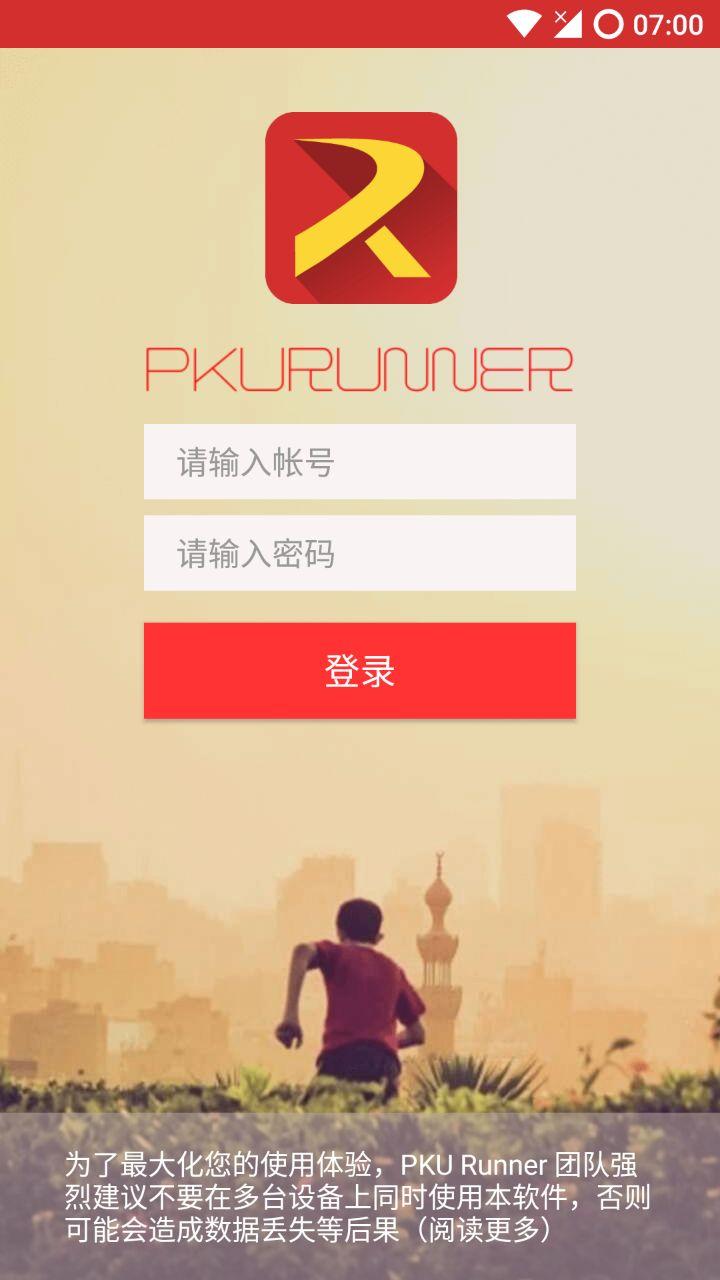 07:00
PKURUNNER
请输入帐号
请输入密码
登录
为了最大化您的使用体验，PKU Runner 团队强
烈建议不要在多台设备上同时使用本软件，否则
可能会造成数据丢失等后果（阅读更多）